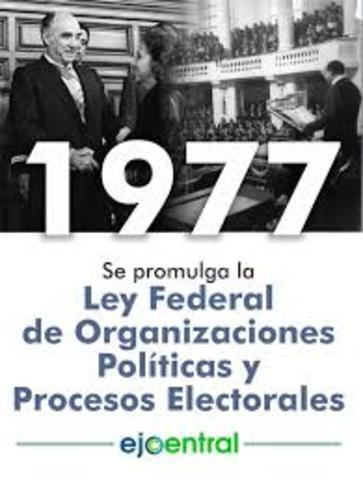 1977
Se promulga la
Ley Federal
de Organizaciones
Políticas y
Procesos Electorales
ejecentral